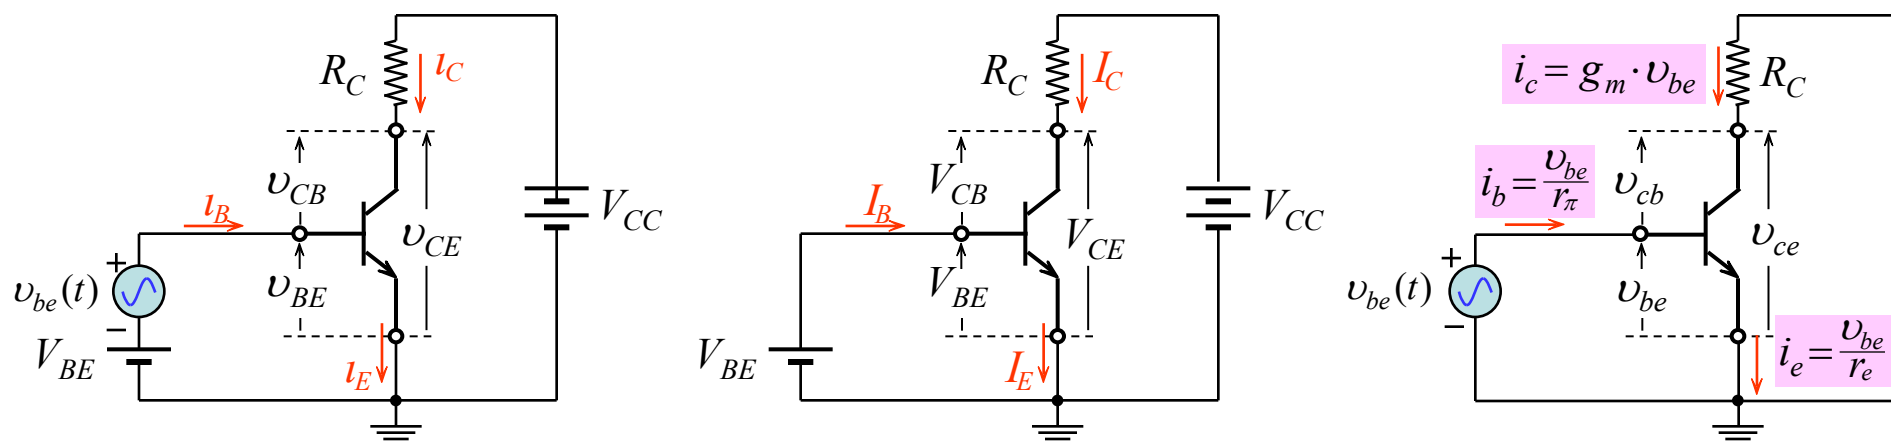 R_C
i_C
υ_CB
i_B
υ_CE
V_CC
υ_BE
+
υ_be(t)
−
V_BE
i_E
R_C
I_C
V_CB
I_B
V_CE
V_CC
V_BE
V_BE
I_E
i_c = g_m · υ_be
R_C
i_b = υ_be / r_π
υ_cb
υ_ce
+
υ_be(t)
−
υ_be
i_e = υ_be / r_e